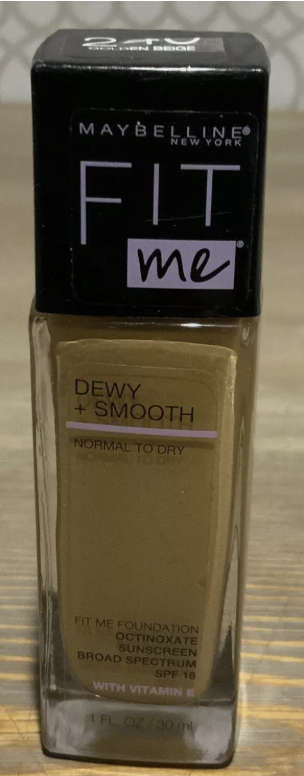 240
GOLDEN BEIGE
MAYBELLINE®
NEW YORK
FIT
me®
DEWY
+ SMOOTH
NORMAL TO DRY
FIT ME FOUNDATION
OCTINOXATE
SUNSCREEN
BROAD SPECTRUM
SPF 18
WITH VITAMIN E
1 FL. OZ / 30 ml